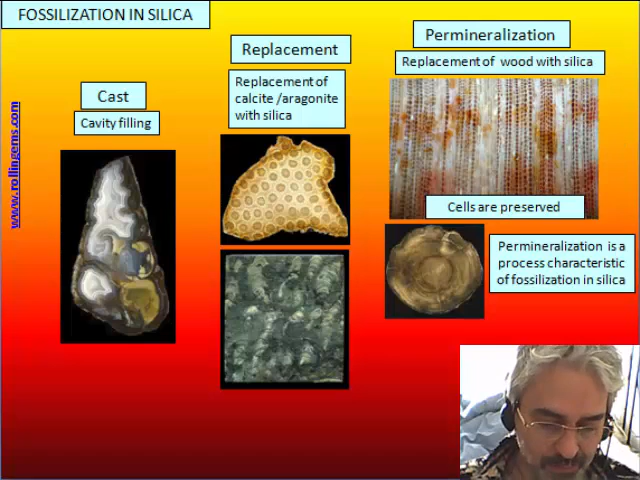 FOSSILIZATION IN SILICA
www.rollingems.com
Cast
Cavity filling
Replacement
Replacement of
calcite /aragonite
with silica
Permineralization
Replacement of wood with silica
Cells are preserved
Permineralization is a
process characteristic
of fossilization in silica